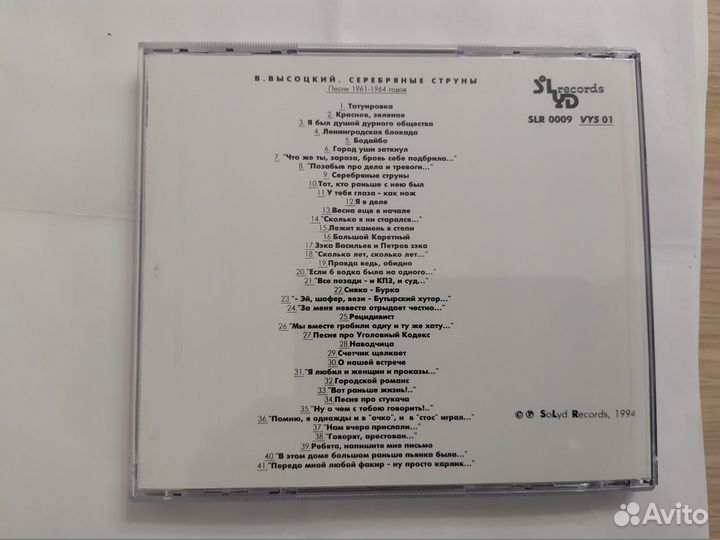 В. ВЫСОЦКИЙ. СЕРЕБРЯНЫЕ СТРУНЫ
Песни 1961-1964 годов
SoLYD records
SLR 0009 VYS 01
1. Татуировка
2. Красное, зеленое
3. Я был душой дурного общества
4. Ленинградская блокада
5. Бодайбо
6. Город уши заткнул
7. "Что же ты, зараза, бровь себе подбрила..."
8. "Позабыв про дела и тревоги..."
9. Серебряные струны
10. Тот, кто раньше с нею был
11. У тебя глаза - как нож
12. Я в деле
13. Весна еще в начале
14. "Сколько я ни старался..."
15. Лежит камень в степи
16. Большой Каретный
17. Зэка Васильев и Петров зэка
18. "Сколько лет, сколько лет..."
19. Правда ведь, обидно
20. "Если б водка была на одного..."
21. "Все позади - и КПЗ, и суд..."
22. Сивка - Бурка
23. "- Эй, шофер, вези - Бутырский хутор..."
24. "За меня невеста отрыдает честно..."
25. Рецидивист
26. "Мы вместе грабили одну и ту же хату..."
27. Песня про Уголовный Кодекс
28. Наводчица
29. Счетчик щелкает
30. О нашей встрече
31. "Я любил и женщин и проказы..."
32. Городской романс
33. "Вот раньше жизнь!.."
34. Песня про стукача
35. "Ну о чем с тобою говорить!.."
36. "Помню, я однажды и в "очко", и в "стос" играл..."
37. "Нам вчера прислали..."
38. "Говорят, арестован..."
39. Ребята, напишите мне письмо
40. "В этом доме большом раньше пьянка была..."
41. "Передо мной любой факир - ну просто карлик..."
© ℗ SoLyd Records, 1994
Avito